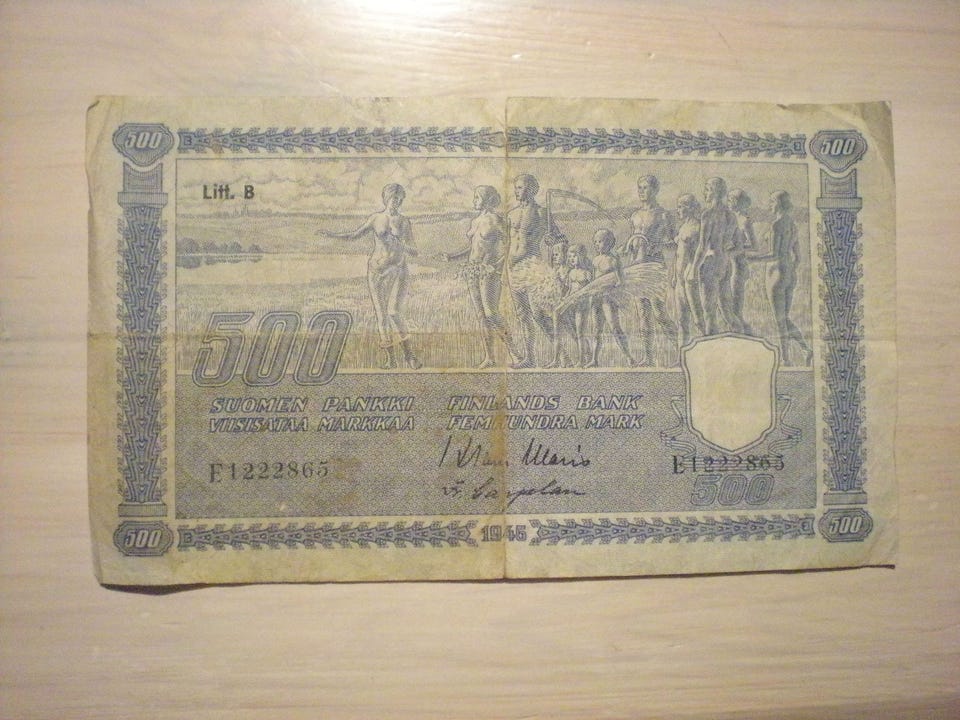 500 500
Litt. B
500
SUOMEN PANKKI FINLANDS BANK
VIISISATAA MARKKAA FEMHUNDRA MARK
E1222865 E1222865
500
500 1945 500